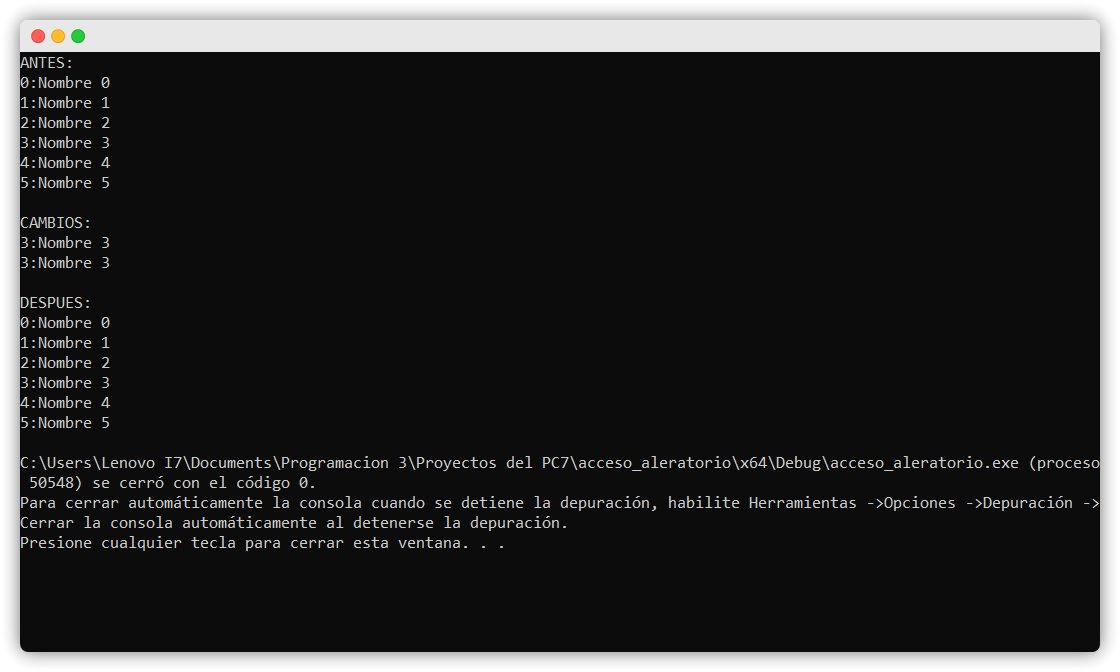 ANTES:
0:Nombre 0
1:Nombre 1
2:Nombre 2
3:Nombre 3
4:Nombre 4
5:Nombre 5
CAMBIOS:
3:Nombre 3
3:Nombre 3
DESPUES:
0:Nombre 0
1:Nombre 1
2:Nombre 2
3:Nombre 3
4:Nombre 4
5:Nombre 5
C:\Users\Lenovo I7\Documents\Programacion 3\Proyectos del PC7\acceso_aleratorio\x64\Debug\acceso_aleratorio.exe (proceso
50548) se cerró con el código 0.
Para cerrar automáticamente la consola cuando se detiene la depuración, habilite Herramientas ->Opciones ->Depuración ->
Cerrar la consola automáticamente al detenerse la depuración.
Presione cualquier tecla para cerrar esta ventana. . .